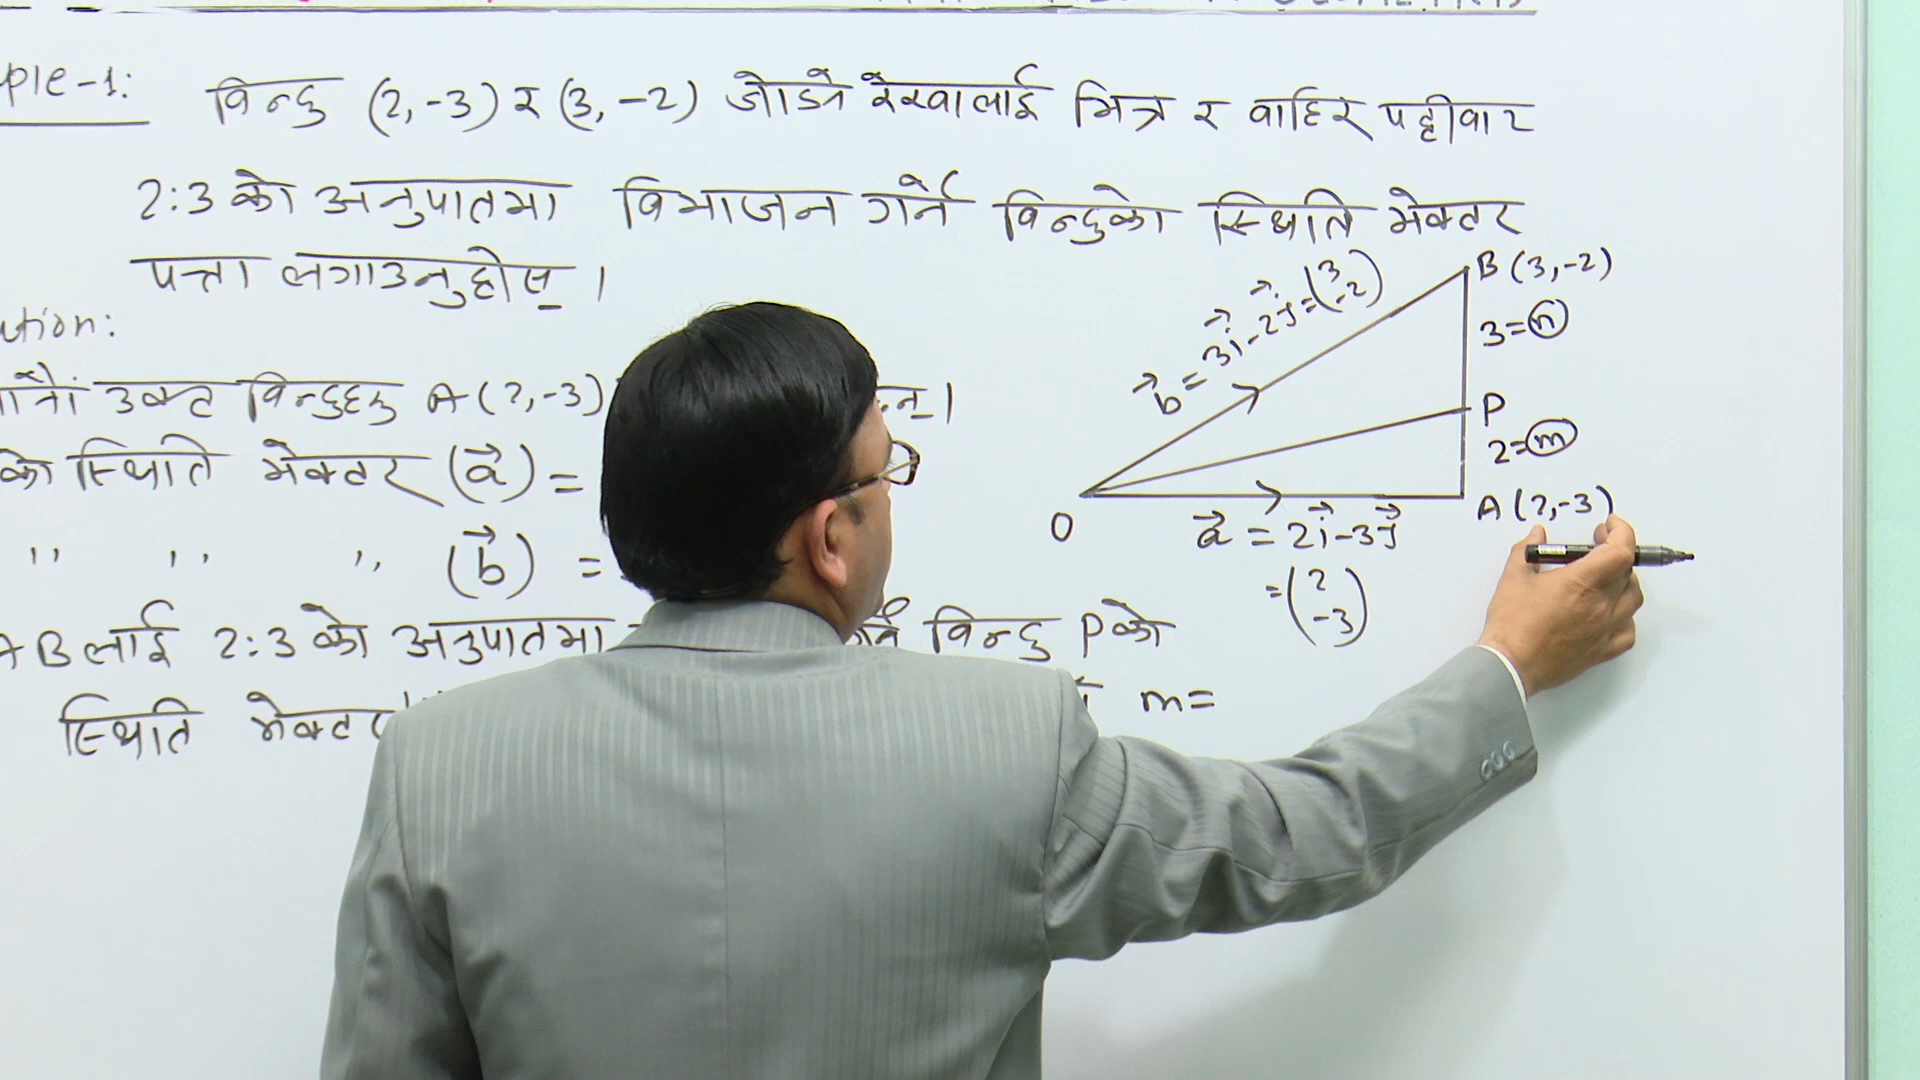 ple-1: विन्दु (2,-3) र (3,-2) जोड्ने रेखालाई भित्र र वाहिर पट्टीवाट
2:3 को अनुपातमा विभाजन गर्ने विन्दुको स्थिति भेक्टर
पत्ता लगाउनुहोस् ।
ution:
उक्त विन्दुहरु A(2,-3)
को स्थिति भेक्टर (a⃗) =
" " " (b⃗) =
AB लाई 2:3 को अनुपातमा गर्ने विन्दु P को
स्थिति भेक्टर m=
B (3,-2)
b⃗ = 3i⃗-2j⃗ = (3 -2)
3=n
P
2=m
A (2,-3)
O
a⃗ = 2i⃗-3j⃗
= (2 -3)